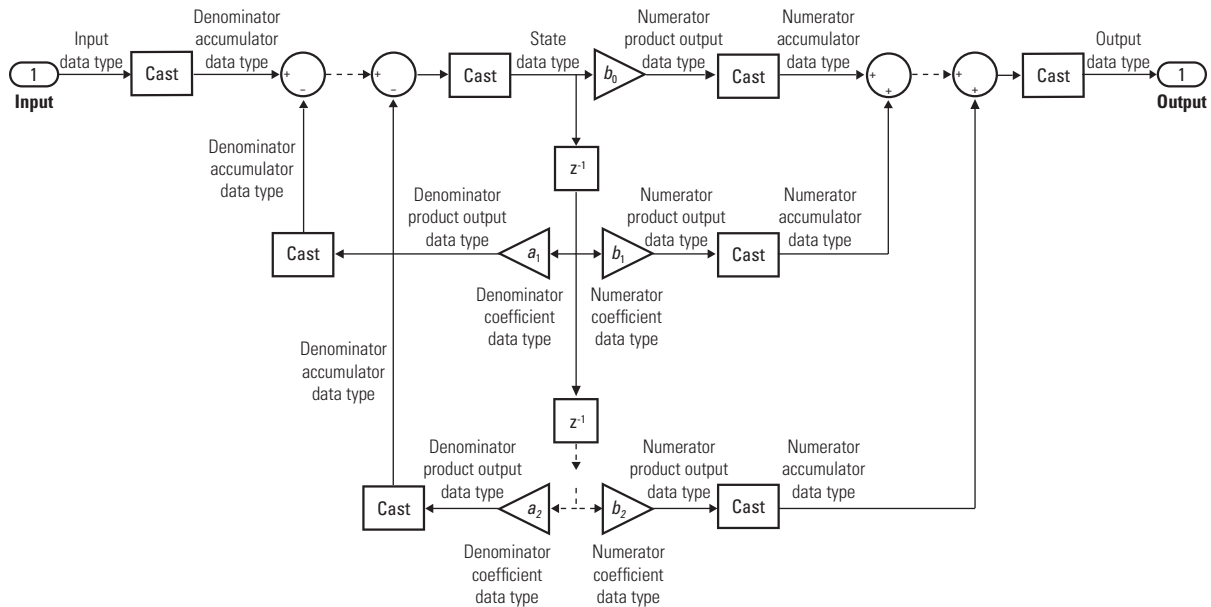 Input
data type
Denominator
accumulator
data type
State
data type
Numerator
product output
data type
Numerator
accumulator
data type
Output
data type
1
Input
Cast
+
−
+
−
Cast
b0
Cast
+
+
+
+
Cast
1
Output
Denominator
accumulator
data type
z-1
Denominator
product output
data type
Numerator
product output
data type
Numerator
accumulator
data type
Cast
a1
b1
Cast
Denominator
coefficient
data type
Numerator
coefficient
data type
Denominator
accumulator
data type
z-1
Denominator
product output
data type
Numerator
product output
data type
Numerator
accumulator
data type
Cast
a2
b2
Cast
Denominator
coefficient
data type
Numerator
coefficient
data type